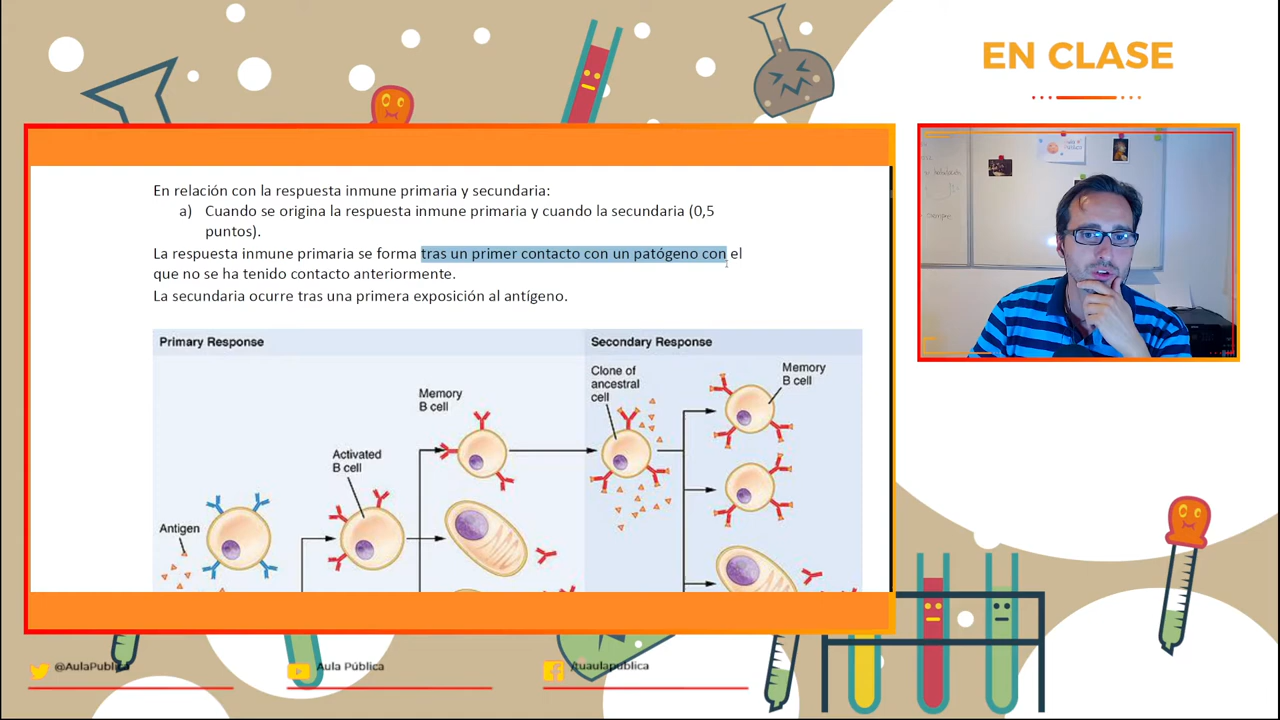 EN CLASE
En relación con la respuesta inmune primaria y secundaria:
a) Cuando se origina la respuesta inmune primaria y cuando la secundaria (0,5
puntos).
La respuesta inmune primaria se forma tras un primer contacto con un patógeno con el
que no se ha tenido contacto anteriormente.
La secundaria ocurre tras una primera exposición al antígeno.
Primary Response
Secondary Response
Memory
B cell
Clone of
ancestral
cell
Memory
B cell
Activated
B cell
Antigen
@AulaPublica
Aula Pública
/tuaulapublica